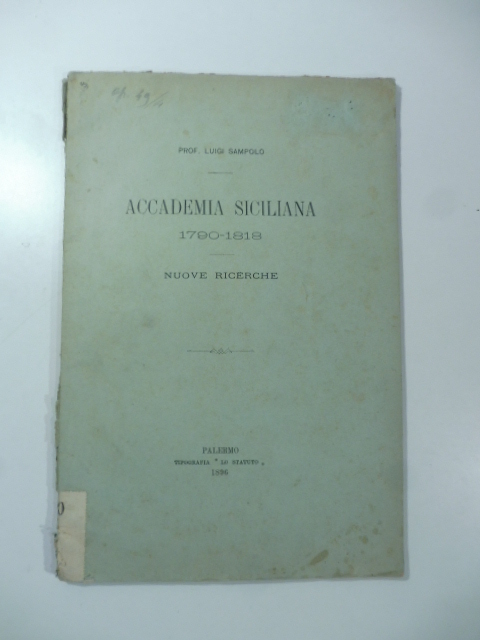 PROF. LUIGI SAMPOLO
ACCADEMIA SICILIANA
1790-1818
NUOVE RICERCHE
PALERMO
TIPOGRAFIA " LO STATUTO „
1896